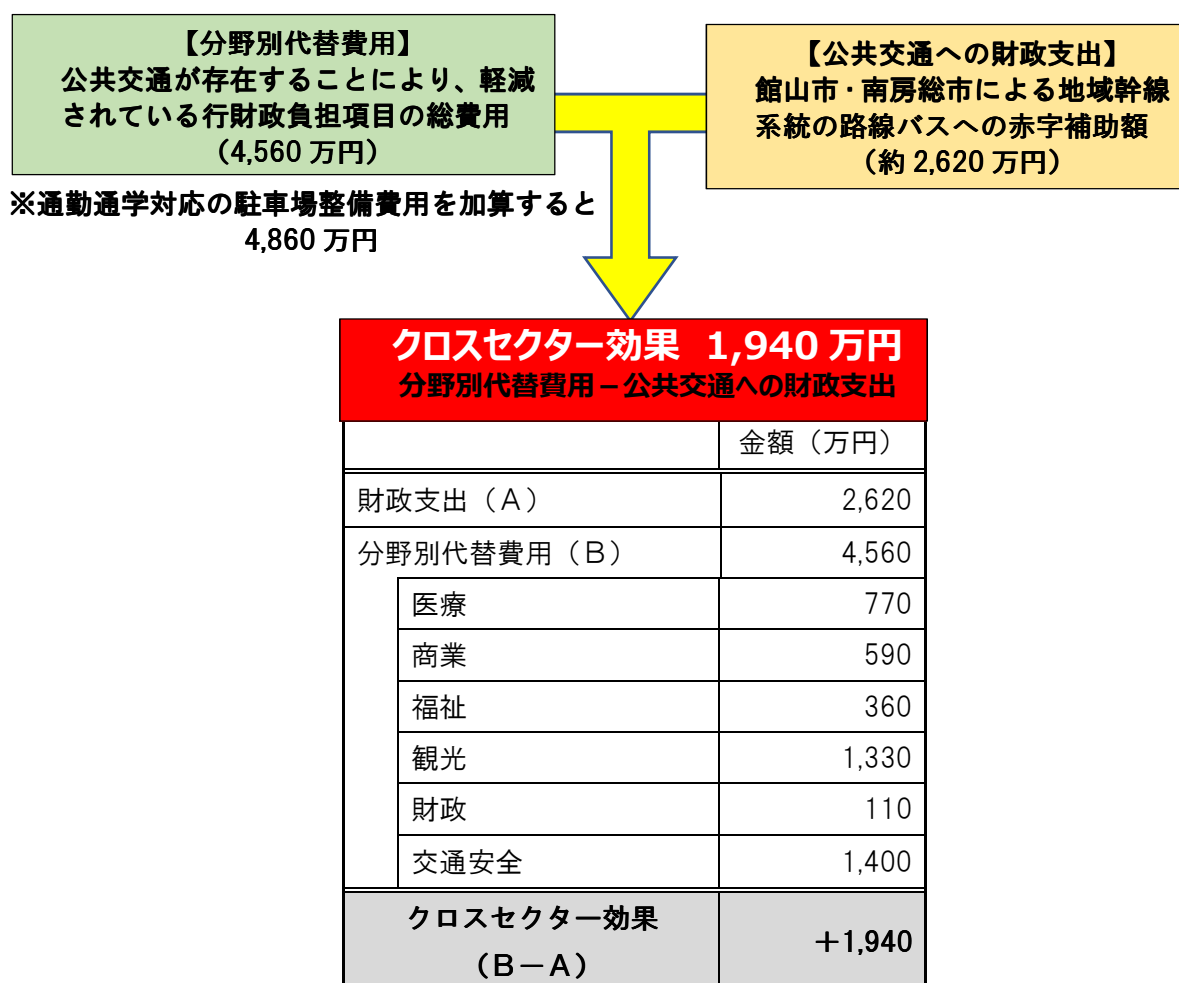 【分野別代替費用】
公共交通が存在することにより、軽減
されている行財政負担項目の総費用
(4,560 万円)
※通勤通学対応の駐車場整備費用を加算すると
4,860 万円
【公共交通への財政支出】
館山市・南房総市による地域幹線
系統の路線バスへの赤字補助額
(約 2,620 万円)
クロスセクター効果 1,940 万円
分野別代替費用－公共交通への財政支出
金額（万円）
財政支出（Ａ） 2,620
分野別代替費用（Ｂ） 4,560
医療 770
商業 590
福祉 360
観光 1,330
財政 110
交通安全 1,400
クロスセクター効果
（Ｂ－Ａ）
＋1,940